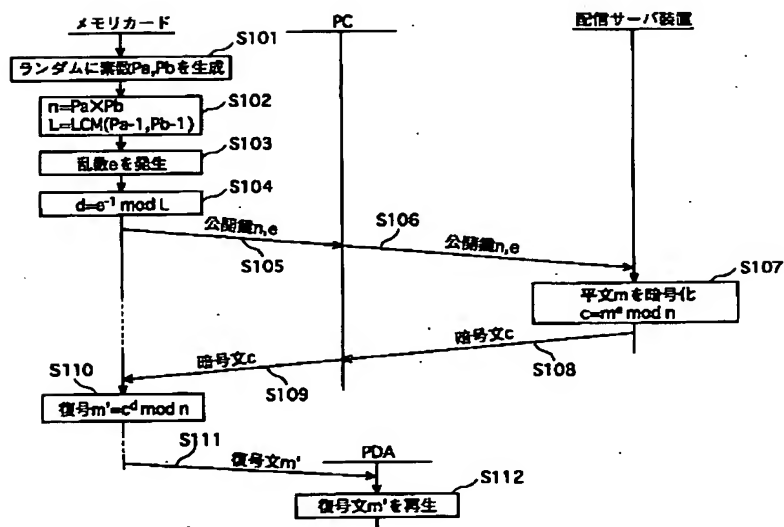 メモリカード
PC
配信サーバ装置
S101
ランダムに素数Pa,Pbを生成
S102
n=Pa×Pb
L=LCM(Pa-1,Pb-1)
S103
乱数eを発生
S104
d=e⁻¹ mod L
公開鍵n,e
S105
S106
公開鍵n,e
S107
平文mを暗号化
c=mᵉ mod n
暗号文c
S108
暗号文c
S109
S110
復号m'=cᵈ mod n
S111
復号文m'
PDA
S112
復号文m'を再生